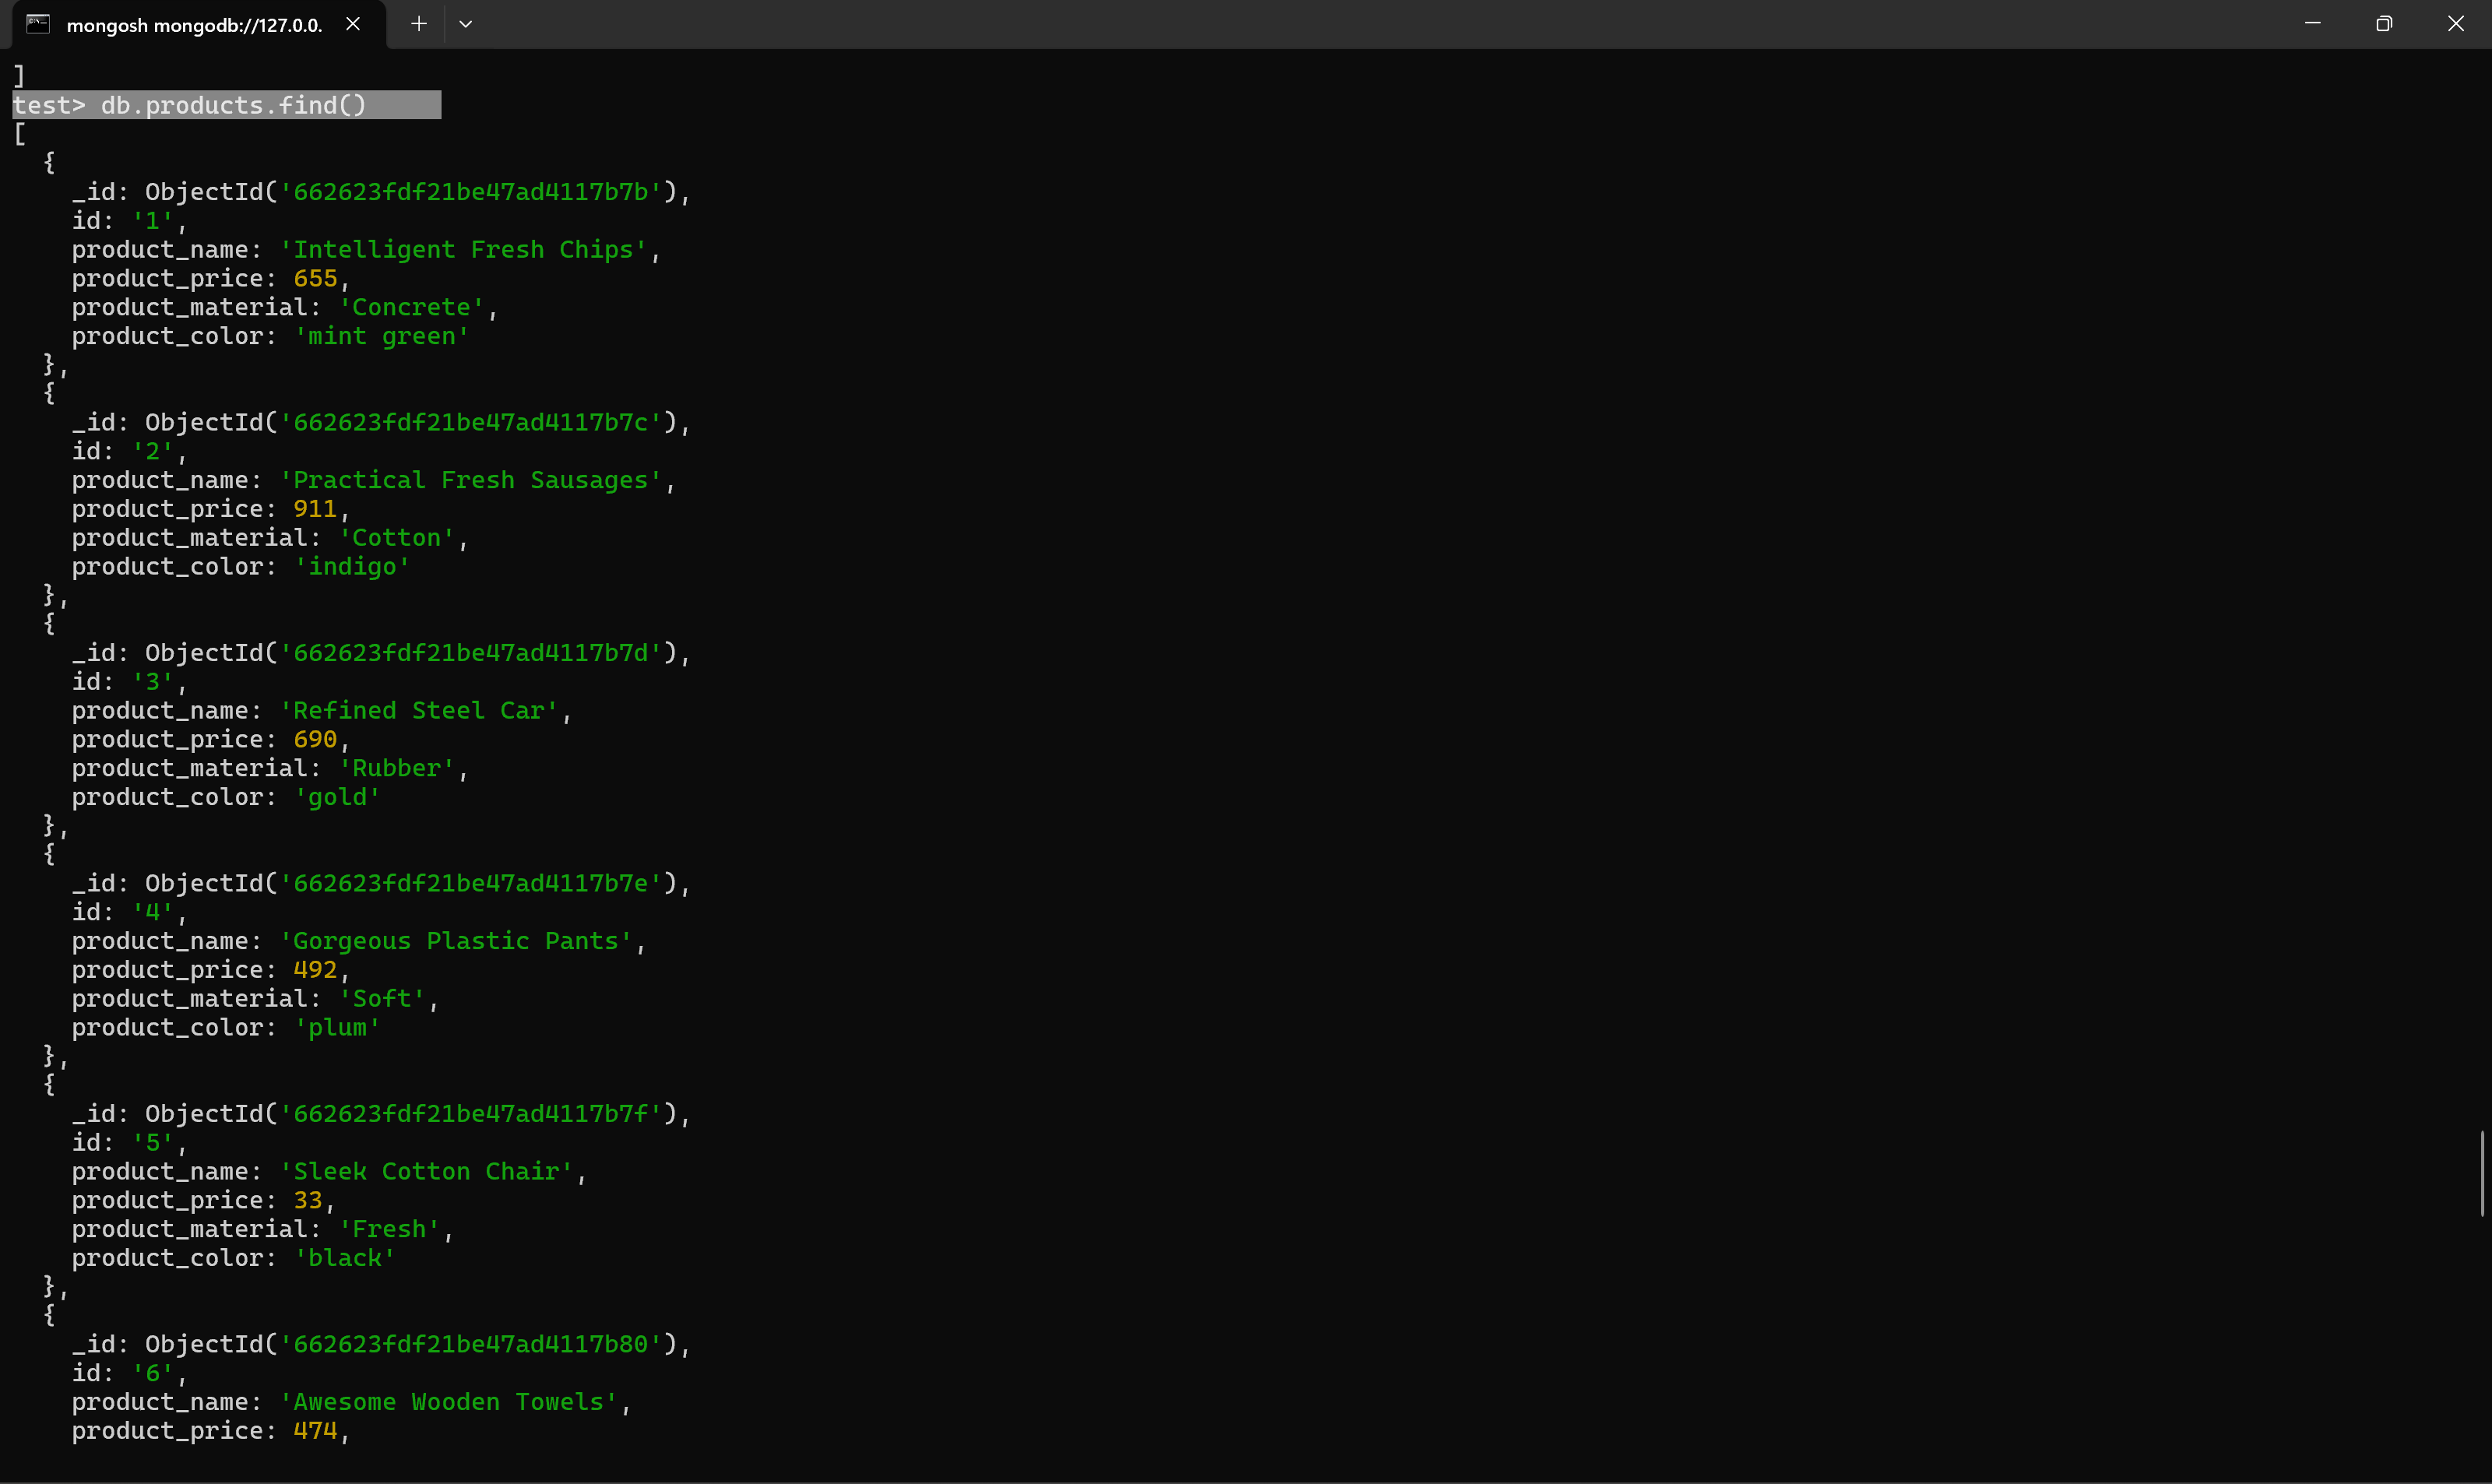 mongosh mongodb://127.0.0.
]
test> db.products.find()
[
  {
    _id: ObjectId('662623fdf21be47ad4117b7b'),
    id: '1',
    product_name: 'Intelligent Fresh Chips',
    product_price: 655,
    product_material: 'Concrete',
    product_color: 'mint green'
  },
  {
    _id: ObjectId('662623fdf21be47ad4117b7c'),
    id: '2',
    product_name: 'Practical Fresh Sausages',
    product_price: 911,
    product_material: 'Cotton',
    product_color: 'indigo'
  },
  {
    _id: ObjectId('662623fdf21be47ad4117b7d'),
    id: '3',
    product_name: 'Refined Steel Car',
    product_price: 690,
    product_material: 'Rubber',
    product_color: 'gold'
  },
  {
    _id: ObjectId('662623fdf21be47ad4117b7e'),
    id: '4',
    product_name: 'Gorgeous Plastic Pants',
    product_price: 492,
    product_material: 'Soft',
    product_color: 'plum'
  },
  {
    _id: ObjectId('662623fdf21be47ad4117b7f'),
    id: '5',
    product_name: 'Sleek Cotton Chair',
    product_price: 33,
    product_material: 'Fresh',
    product_color: 'black'
  },
  {
    _id: ObjectId('662623fdf21be47ad4117b80'),
    id: '6',
    product_name: 'Awesome Wooden Towels',
    product_price: 474,